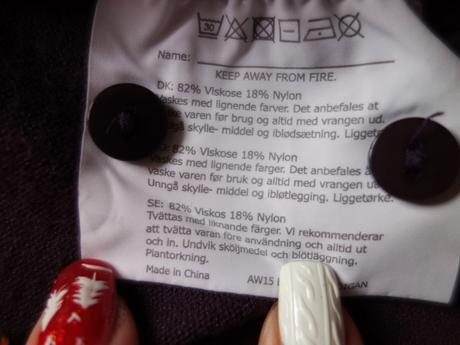 30
Name:
KEEP AWAY FROM FIRE.
DK: 82% Viskose 18% Nylon
Vaskes med lignende farver. Det anbefales at
varen før brug og altid med vrangen ud.
skylle- middel og iblødsætning.
82% Viskose 18% Nylon
med lignende farger. Det anbefales
vaske varen før bruk og altid med vrangen ud.
Unngå skylle- middel og ibløtlegging. Liggetørke.
SE: 82% Viskos 18% Nylon
Tvättas med liknande färger. Vi rekommenderar
att tvätta varan före användning och alltid ut
och in. Undvik sköljmedel och blötläggning.
Plantorkning.
Made in China AW15